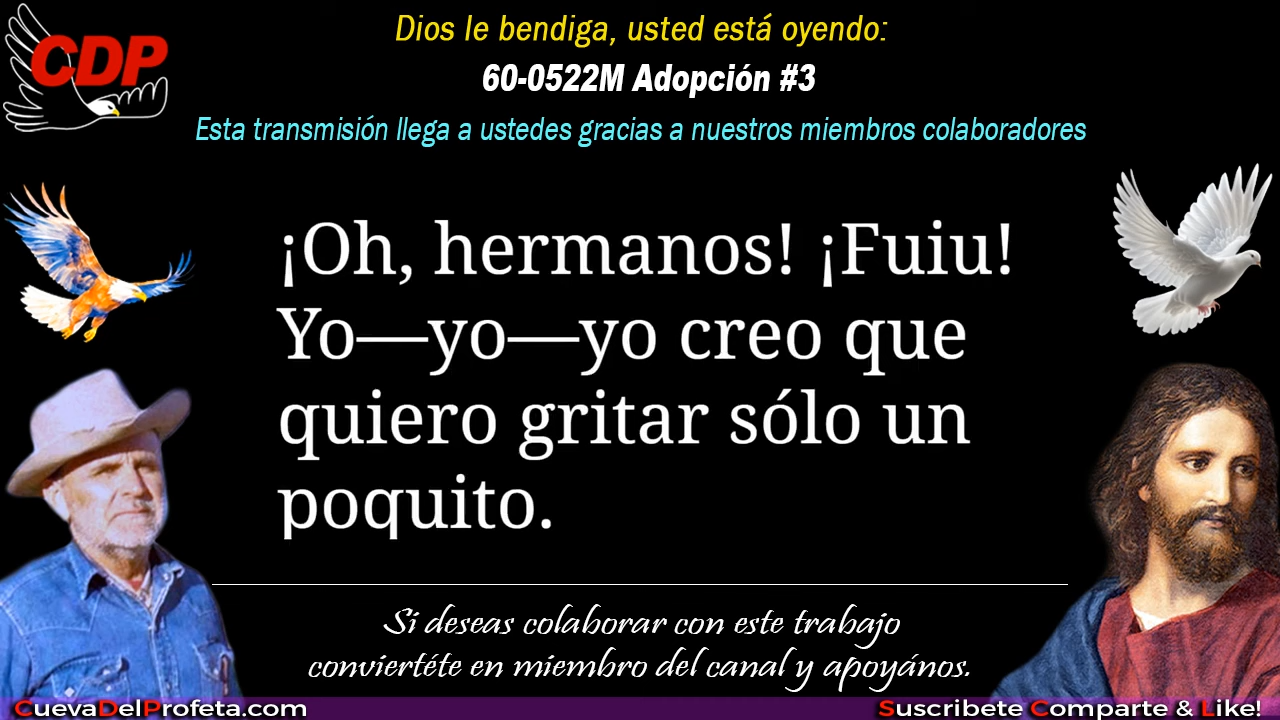 CDP
Dios le bendiga, usted está oyendo:
60-0522M Adopción #3
Esta transmisión llega a ustedes gracias a nuestros miembros colaboradores
¡Oh, hermanos! ¡Fuiu!
Yo—yo—yo creo que
quiero gritar sólo un
poquito.
Si deseas colaborar con este trabajo
conviertéte en miembro del canal y apoyános.
CuevaDelProfeta.com
Suscribete Comparte & Like!